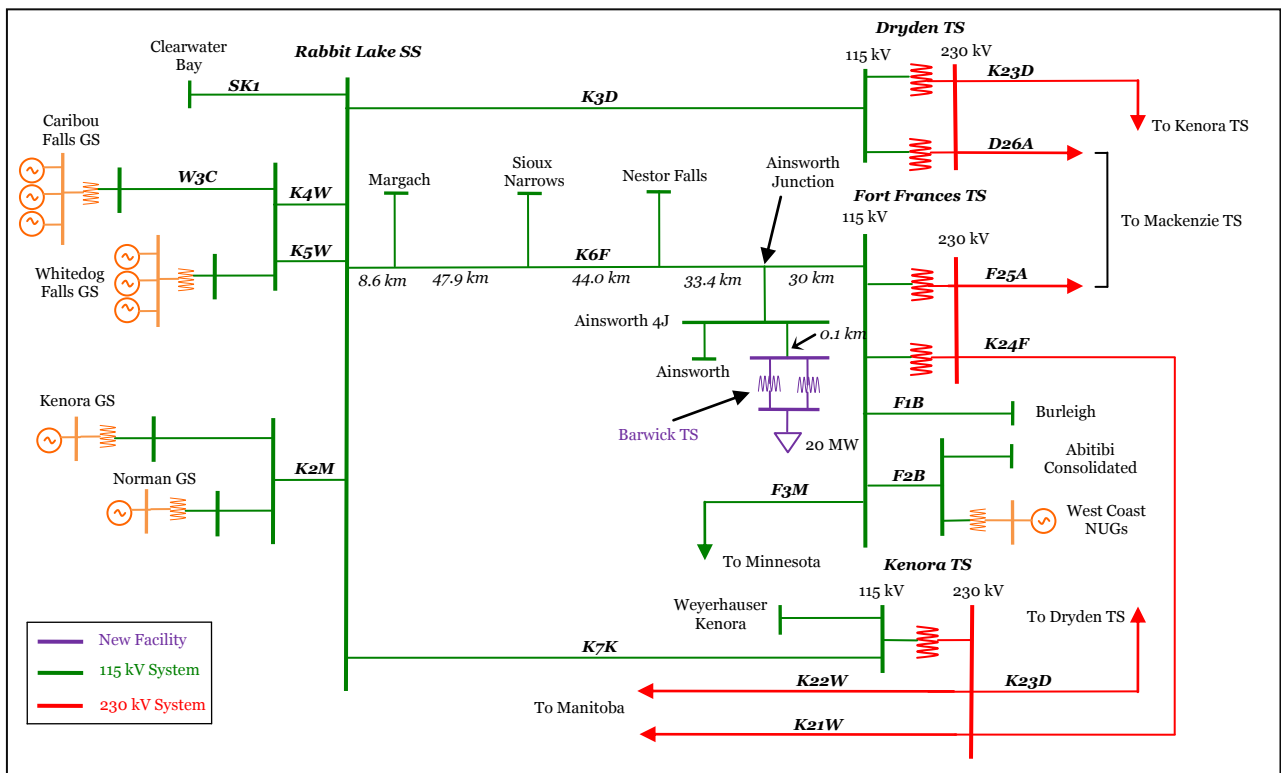 Dryden TS
Clearwater
Bay
Rabbit Lake SS
115 kV
230 kV
K23D
SK1
K3D
To Kenora TS
Caribou
Falls GS
D26A
Ainsworth
Junction
Sioux
Narrows
Nestor Falls
Margach
W3C
K4W
Fort Frances TS
115 kV
230 kV
To Mackenzie TS
K5W
K6F
Whitedog
Falls GS
8.6 km
47.9 km
44.0 km
33.4 km
30 km
F25A
Ainsworth 4J
0.1 km
K24F
Ainsworth
Kenora GS
F1B
Burleigh
Barwick TS
20 MW
Abitibi
Consolidated
Norman GS
K2M
F2B
F3M
West Coast
NUGs
To Minnesota
Kenora TS
115 kV
230 kV
Weyerhauser
Kenora
To Dryden TS
New Facility
K7K
115 kV System
K22W
K23D
230 kV System
To Manitoba
K21W